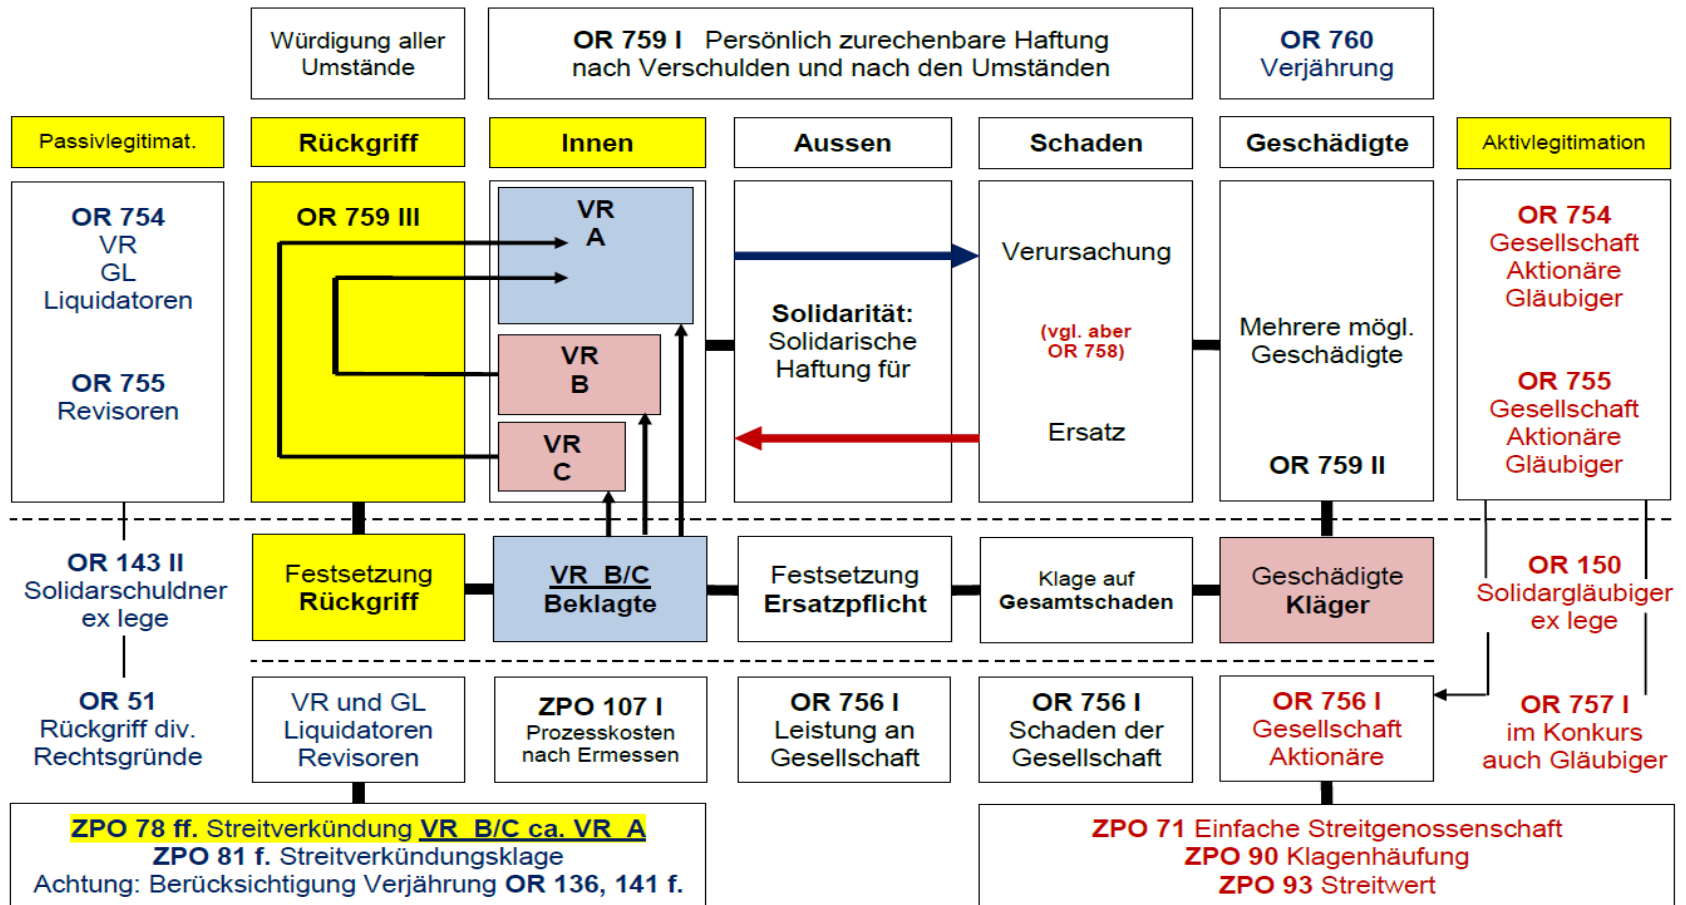 Würdigung aller
Umstände
OR 759 I Persönlich zurechenbare Haftung
nach Verschulden und nach den Umständen
OR 760
Verjährung
Passivlegitimat.
Rückgriff
Innen
Aussen
Schaden
Geschädigte
Aktivlegitimation
OR 754
VR
GL
Liquidatoren
OR 755
Revisoren
OR 759 III
VR
A
VR
B
VR
C
Solidarität:
Solidarische
Haftung für
Verursachung
(vgl. aber
OR 758)
Ersatz
Mehrere mögl.
Geschädigte
OR 759 II
OR 754
Gesellschaft
Aktionäre
Gläubiger
OR 755
Gesellschaft
Aktionäre
Gläubiger
OR 143 II
Solidarschuldner
ex lege
Festsetzung
Rückgriff
VR B/C
Beklagte
Festsetzung
Ersatzpflicht
Klage auf
Gesamtschaden
Geschädigte
Kläger
OR 150
Solidargläubiger
ex lege
OR 51
Rückgriff div.
Rechtsgründe
VR und GL
Liquidatoren
Revisoren
ZPO 107 I
Prozesskosten
nach Ermessen
OR 756 I
Leistung an
Gesellschaft
OR 756 I
Schaden der
Gesellschaft
OR 756 I
Gesellschaft
Aktionäre
OR 757 I
im Konkurs
auch Gläubiger
ZPO 78 ff. Streitverkündung VR B/C ca. VR A
ZPO 81 f. Streitverkündungsklage
Achtung: Berücksichtigung Verjährung OR 136, 141 f.
ZPO 71 Einfache Streitgenossenschaft
ZPO 90 Klagenhäufung
ZPO 93 Streitwert